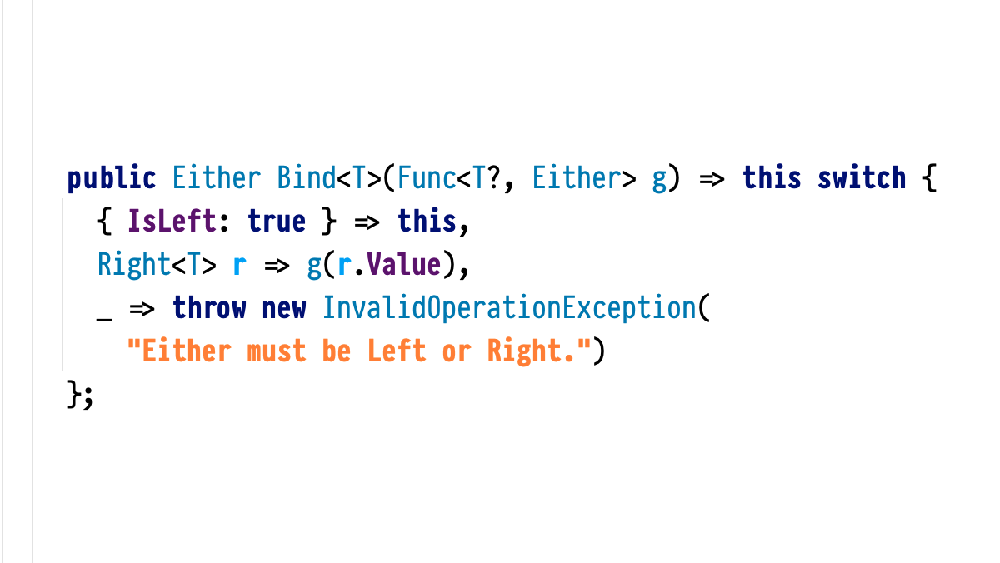 public Either Bind<T>(Func<T?, Either> g) => this switch {
{ IsLeft: true } => this,
Right<T> r => g(r.Value),
_ => throw new InvalidOperationException(
"Either must be Left or Right.")
};